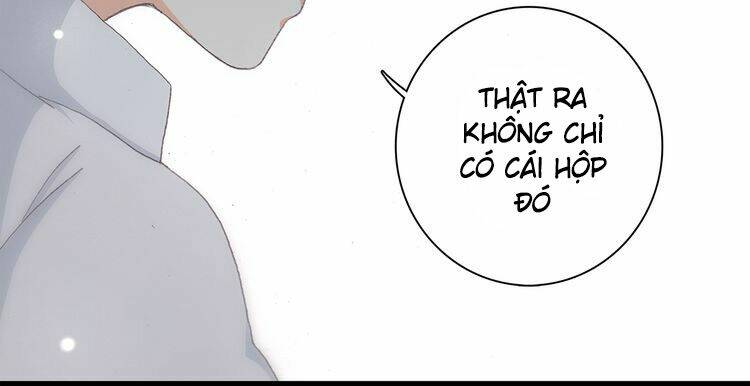 THẬT RA
KHÔNG CHỈ
CÓ CÁI HỘP
ĐÓ